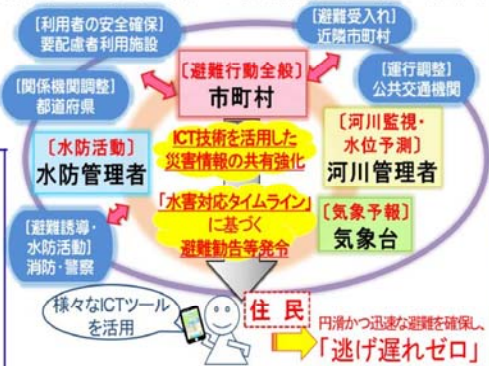 〔利用者の安全確保〕
要配慮者利用施設
〔避難受入れ〕
近隣市町村
〔関係機関調整〕
都道府県
〔避難行動全般〕
市町村
〔運行調整〕
公共交通機関
〔水防活動〕
水防管理者
ICT技術を活用した
災害情報の共有強化
〔河川監視・
水位予測〕
河川管理者
「水害対応タイムライン」
に基づく
避難勧告等発令
〔気象予報〕
気象台
〔避難誘導・
水防活動〕
消防・警察
様々なICTツール
を活用
住民
円滑かつ迅速な避難を確保し、
「逃げ遅れゼロ」